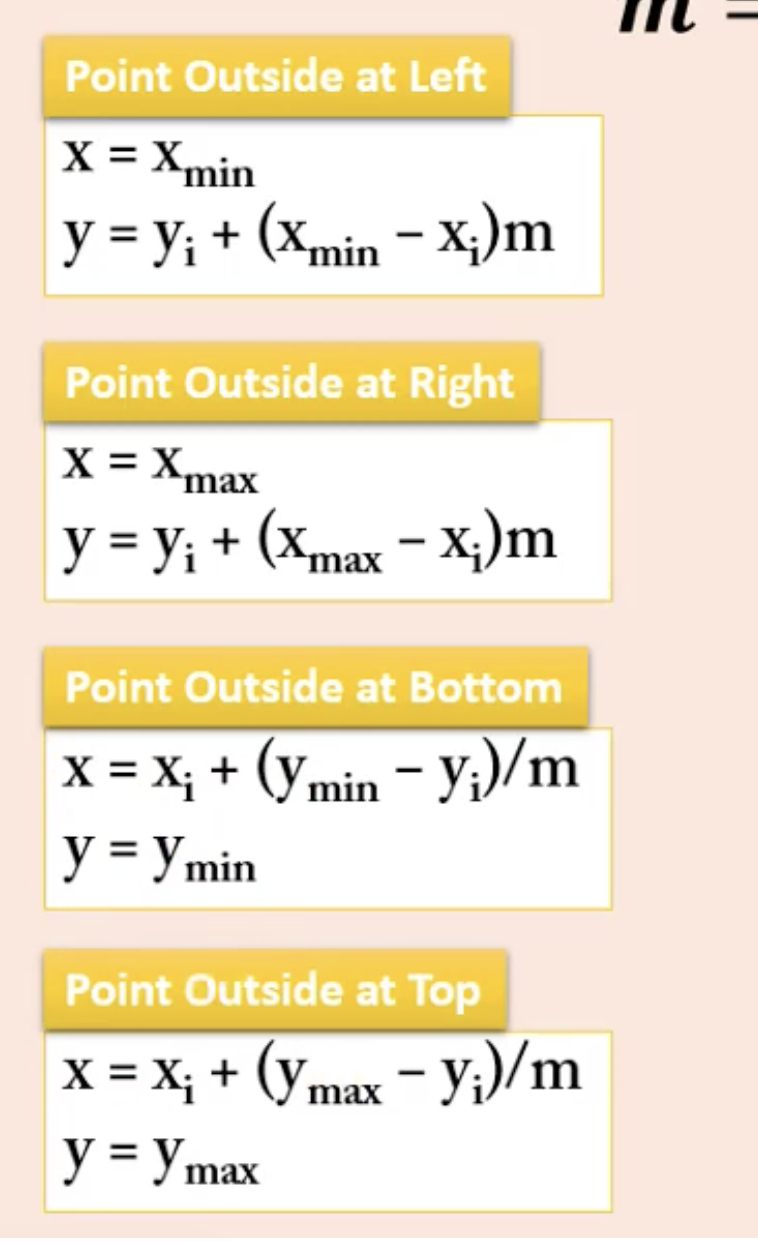 m =
Point Outside at Left
x = xmin
y = yi + (xmin − xi)m
Point Outside at Right
x = xmax
y = yi + (xmax − xi)m
Point Outside at Bottom
x = xi + (ymin − yi)/m
y = ymin
Point Outside at Top
x = xi + (ymax − yi)/m
y = ymax